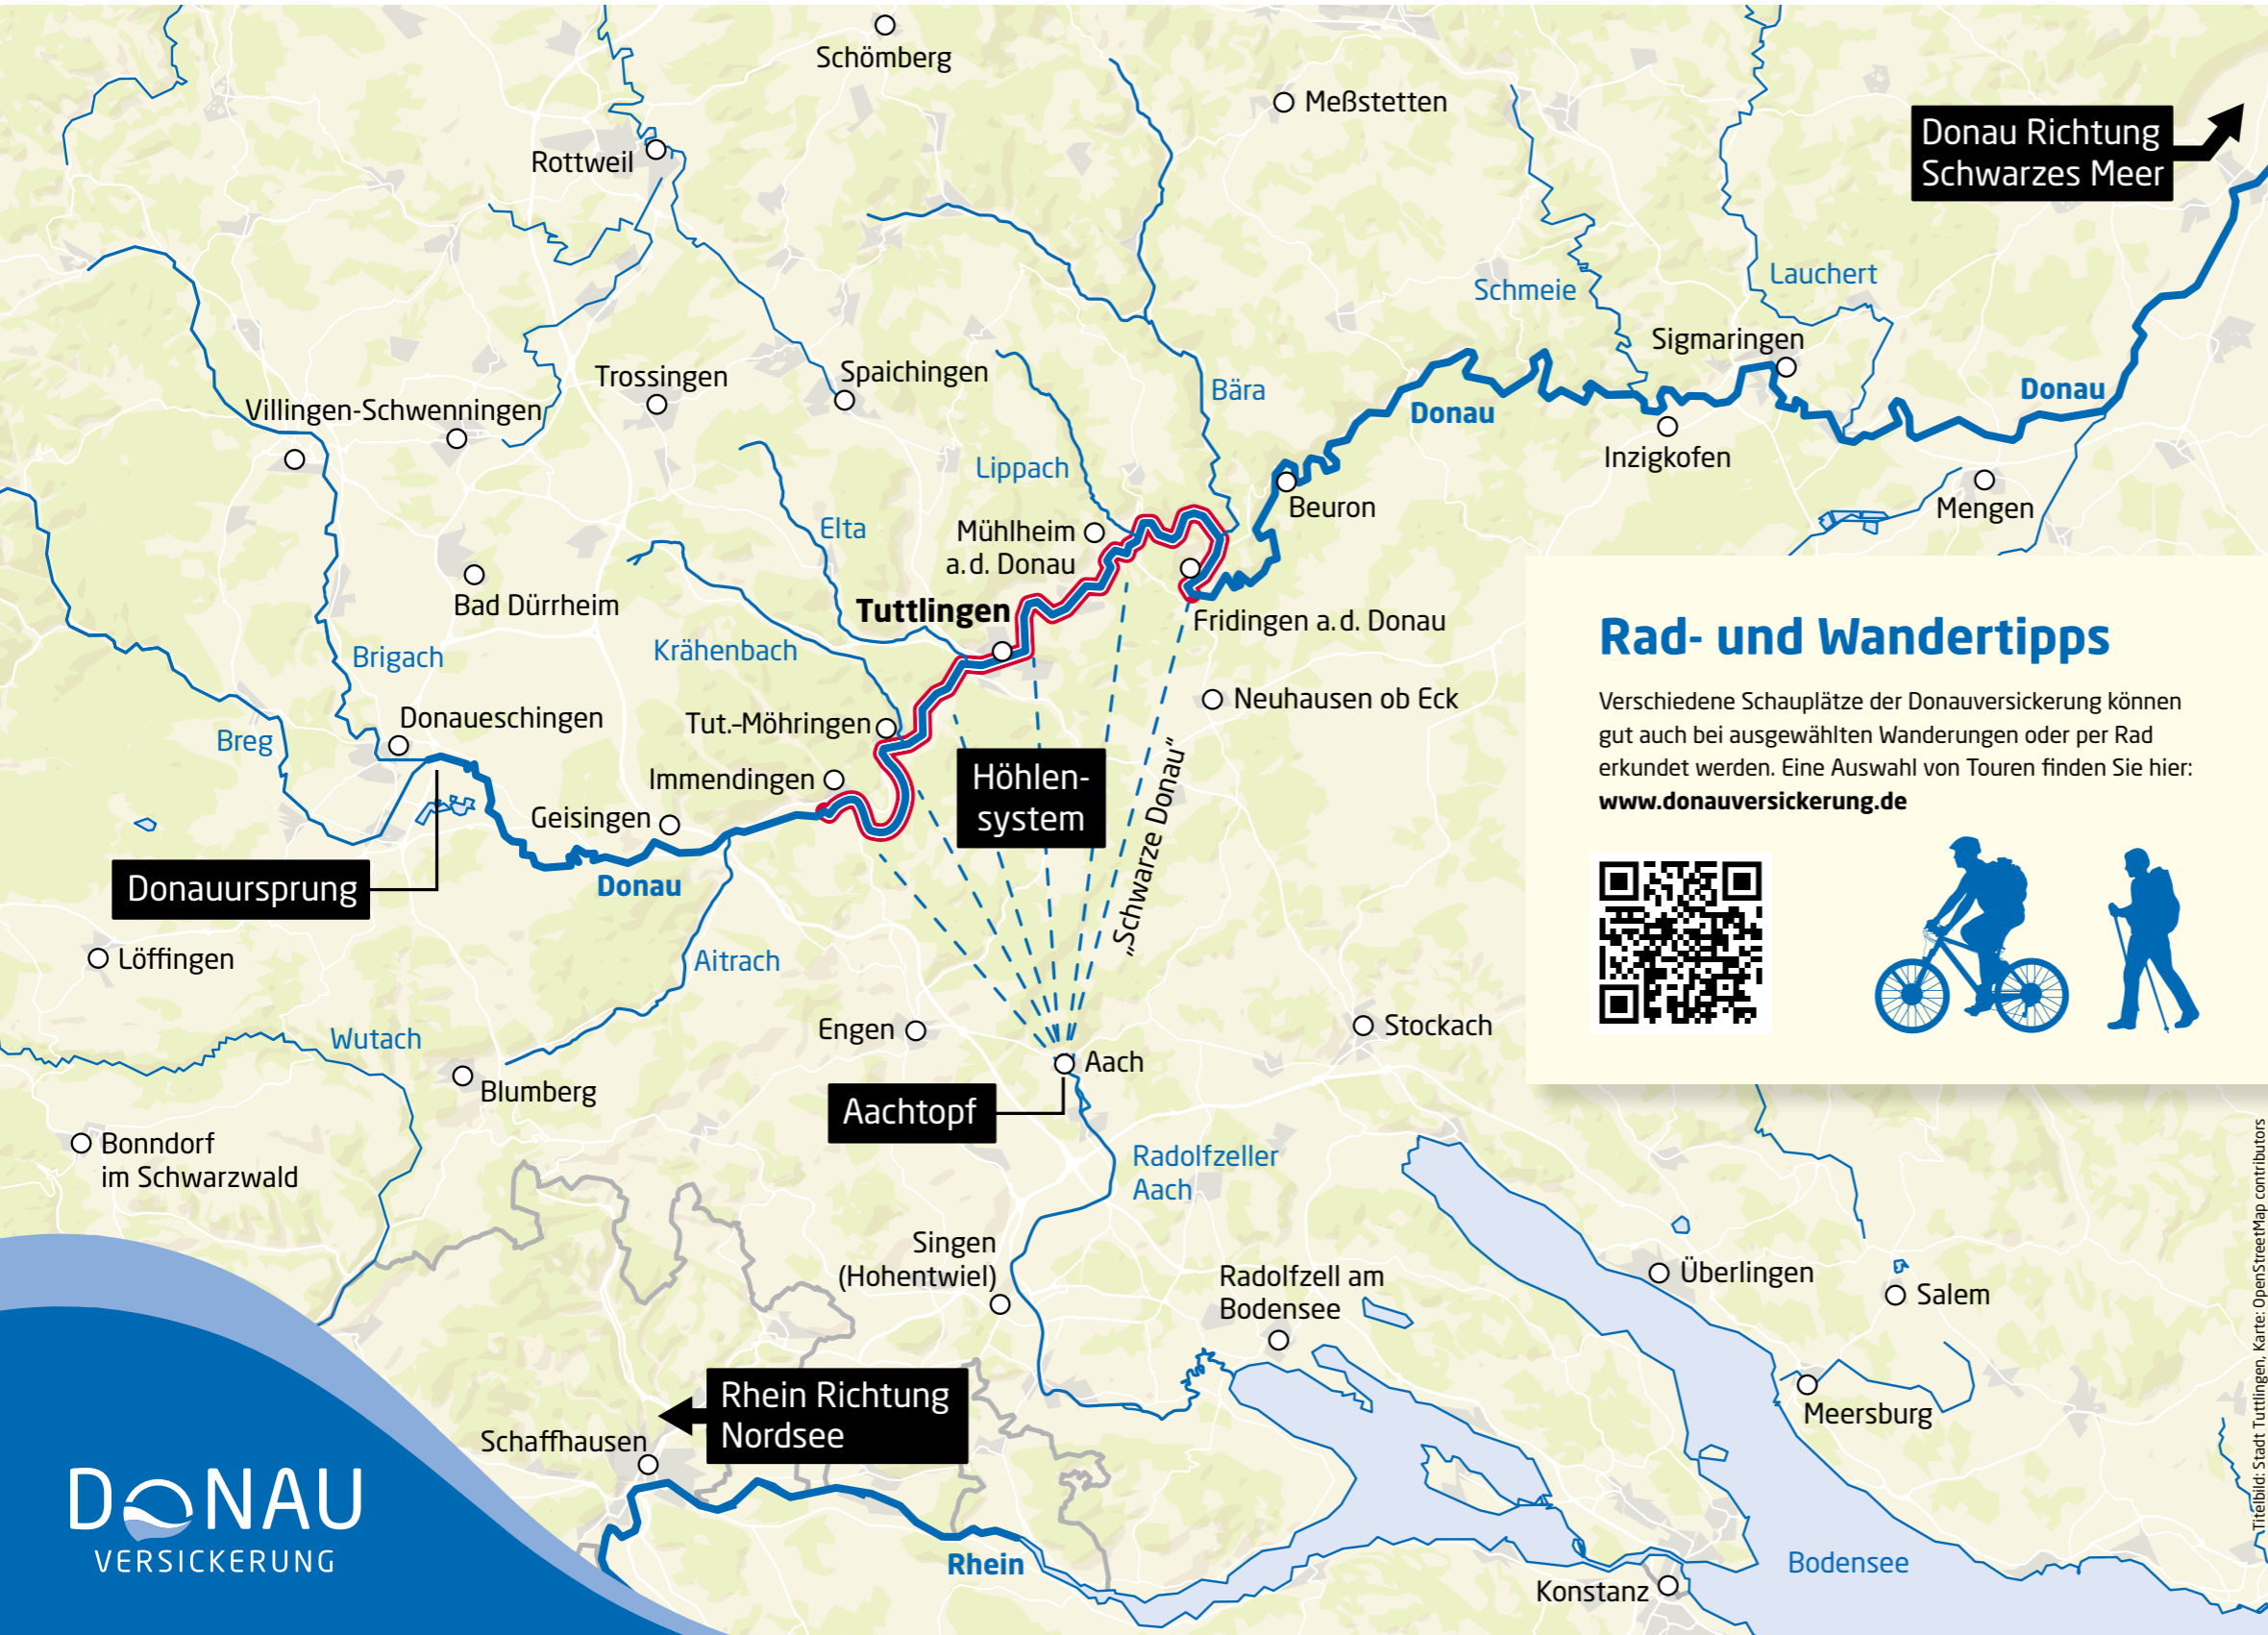 Schömberg
Meßstetten
Donau Richtung
Schwarzes Meer
Rottweil
Schmeie
Lauchert
Sigmaringen
Trossingen
Spaichingen
Bära
Donau
Donau
Villingen-Schwenningen
Lippach
Inzigkofen
Beuron
Mengen
Elta
Mühlheim
a.d. Donau
Bad Dürrheim
Tuttlingen
Fridingen a.d. Donau
Krähenbach
Brigach
Neuhausen ob Eck
Donaueschingen
Tut.-Möhringen
Breg
Immendingen
Höhlen-
system
„Schwarze Donau“
Geisingen
Donauursprung
Donau
Löffingen
Aitrach
Engen
Stockach
Wutach
Aach
Blumberg
Aachtopf
Bonndorf
im Schwarzwald
Radolfzeller
Aach
Singen
(Hohentwiel)
Radolfzell am
Bodensee
Überlingen
Salem
Rhein Richtung
Nordsee
Meersburg
Schaffhausen
Rhein
Bodensee
Konstanz
Rad- und Wandertipps
Verschiedene Schauplätze der Donauversickerung können
gut auch bei ausgewählten Wanderungen oder per Rad
erkundet werden. Eine Auswahl von Touren finden Sie hier:
www.donauversickerung.de
DONAU
VERSICKERUNG
Titelbild: Stadt Tuttlingen, Karte: OpenStreetMap contributors